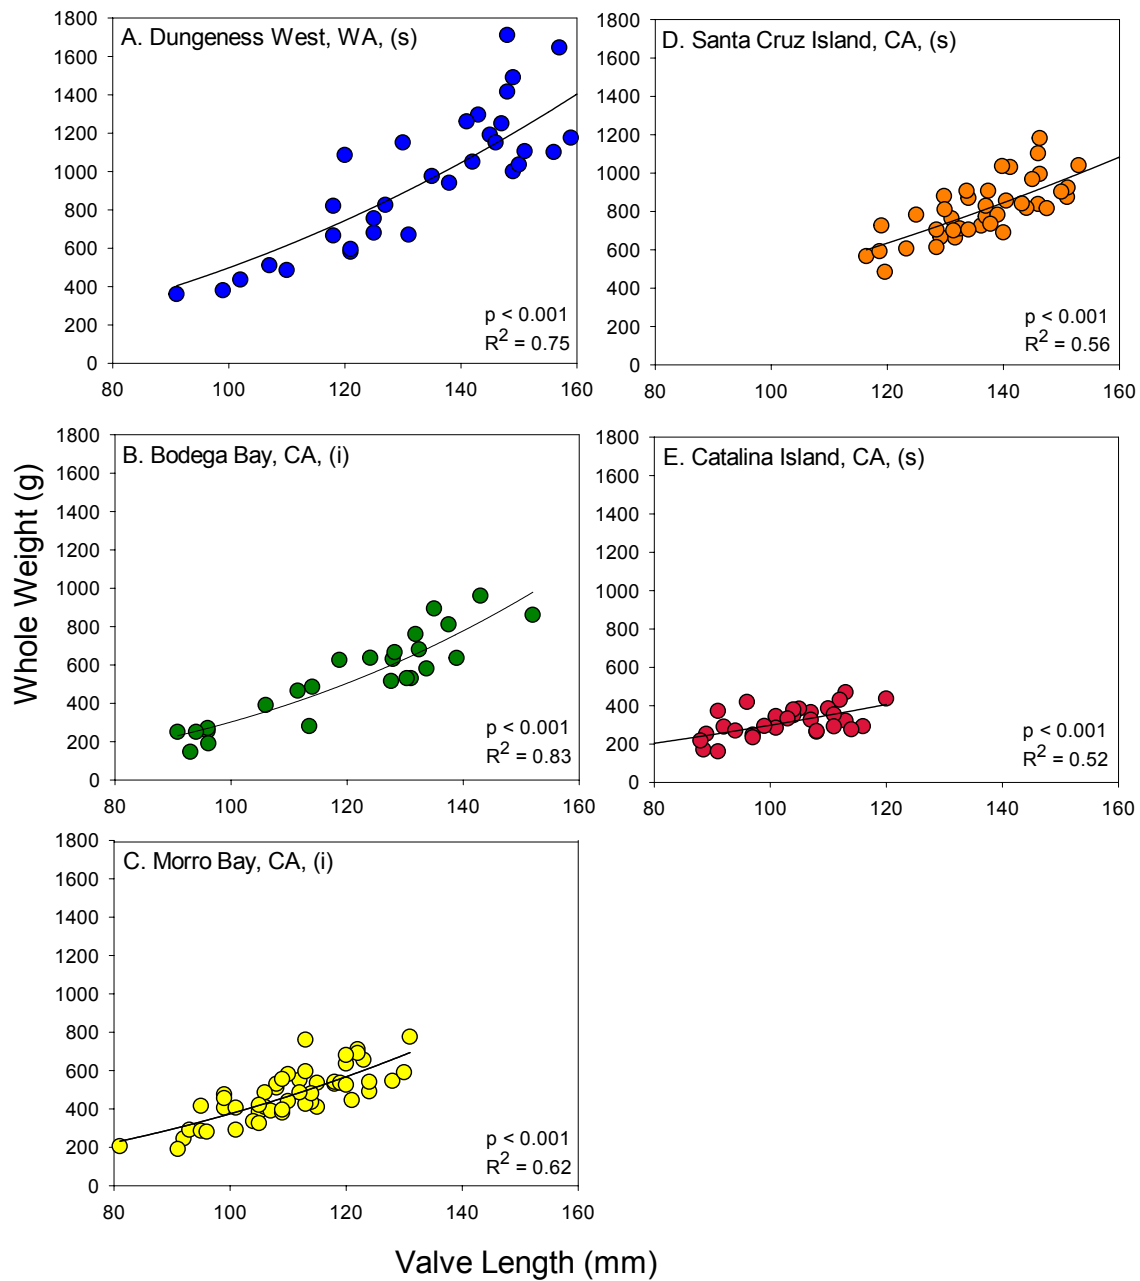 A. Dungeness West, WA, (s)
1800
1600
1400
1200
1000
800
600
400
200
0
p < 0.001
R² = 0.75
80 100 120 140 160
D. Santa Cruz Island, CA, (s)
1800
1600
1400
1200
1000
800
600
400
200
0
p < 0.001
R² = 0.56
80 100 120 140 160
Whole Weight (g)
B. Bodega Bay, CA, (i)
1800
1600
1400
1200
1000
800
600
400
200
0
p < 0.001
R² = 0.83
80 100 120 140 160
E. Catalina Island, CA, (s)
1800
1600
1400
1200
1000
800
600
400
200
0
p < 0.001
R² = 0.52
80 100 120 140 160
C. Morro Bay, CA, (i)
1800
1600
1400
1200
1000
800
600
400
200
0
p < 0.001
R² = 0.62
80 100 120 140 160
Valve Length (mm)